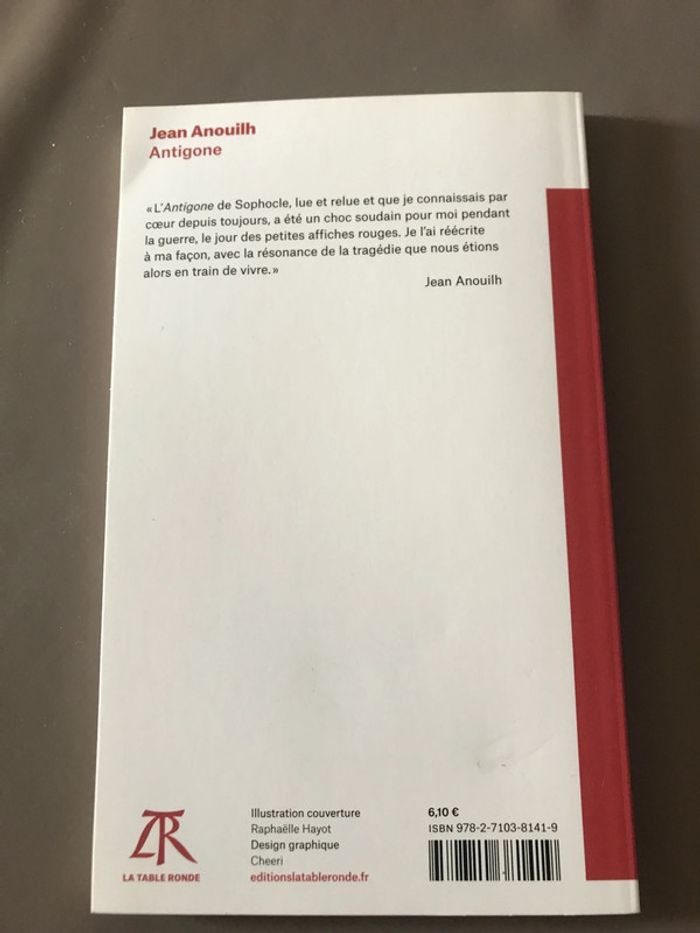 Jean Anouilh
Antigone
« L'Antigone de Sophocle, lue et relue et que je connaissais par
cœur depuis toujours, a été un choc soudain pour moi pendant
la guerre, le jour des petites affiches rouges. Je l'ai réécrite
à ma façon, avec la résonance de la tragédie que nous étions
alors en train de vivre. »
Jean Anouilh
TR
LA TABLE RONDE
Illustration couverture
Raphaëlle Hayot
Design graphique
Cheeri
editionslatableronde.fr
6,10 €
ISBN 978-2-7103-8141-9